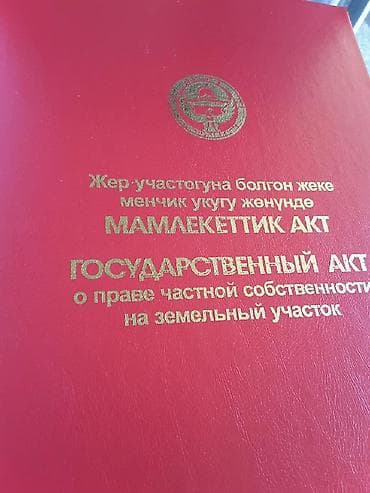 Жер участогуна болгон жеке
менчик укугу жөнүндө
МАМЛЕКЕТТИК АКТ
ГОСУДАРСТВЕННЫЙ АКТ
о праве частной собственности
на земельный участок